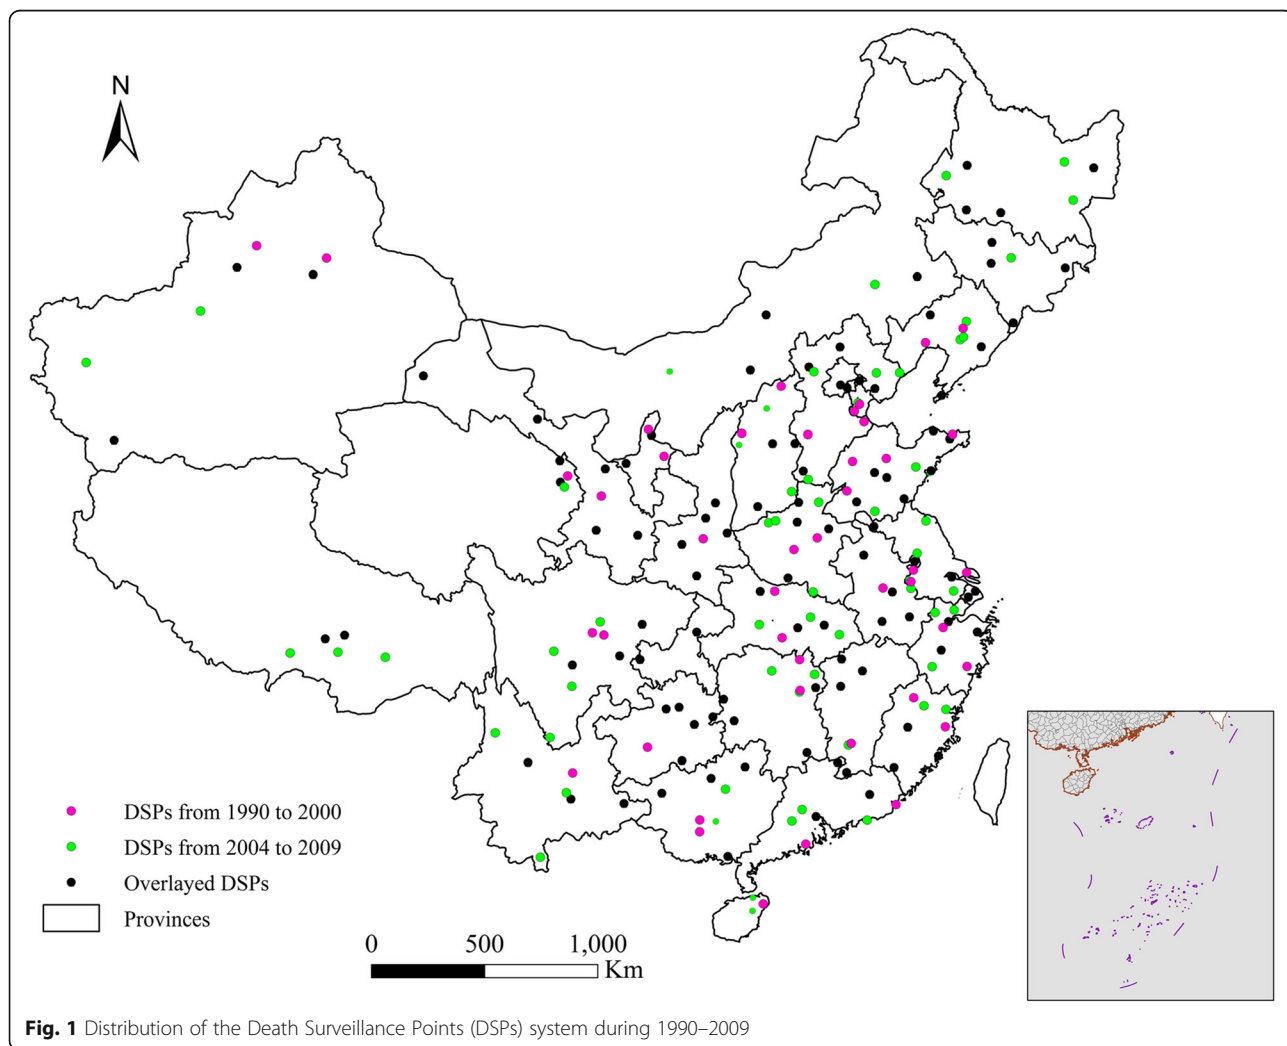 N
DSPs from 1990 to 2000
DSPs from 2004 to 2009
Overlayed DSPs
Provinces
0 500 1,000
Km
Fig. 1 Distribution of the Death Surveillance Points (DSPs) system during 1990–2009